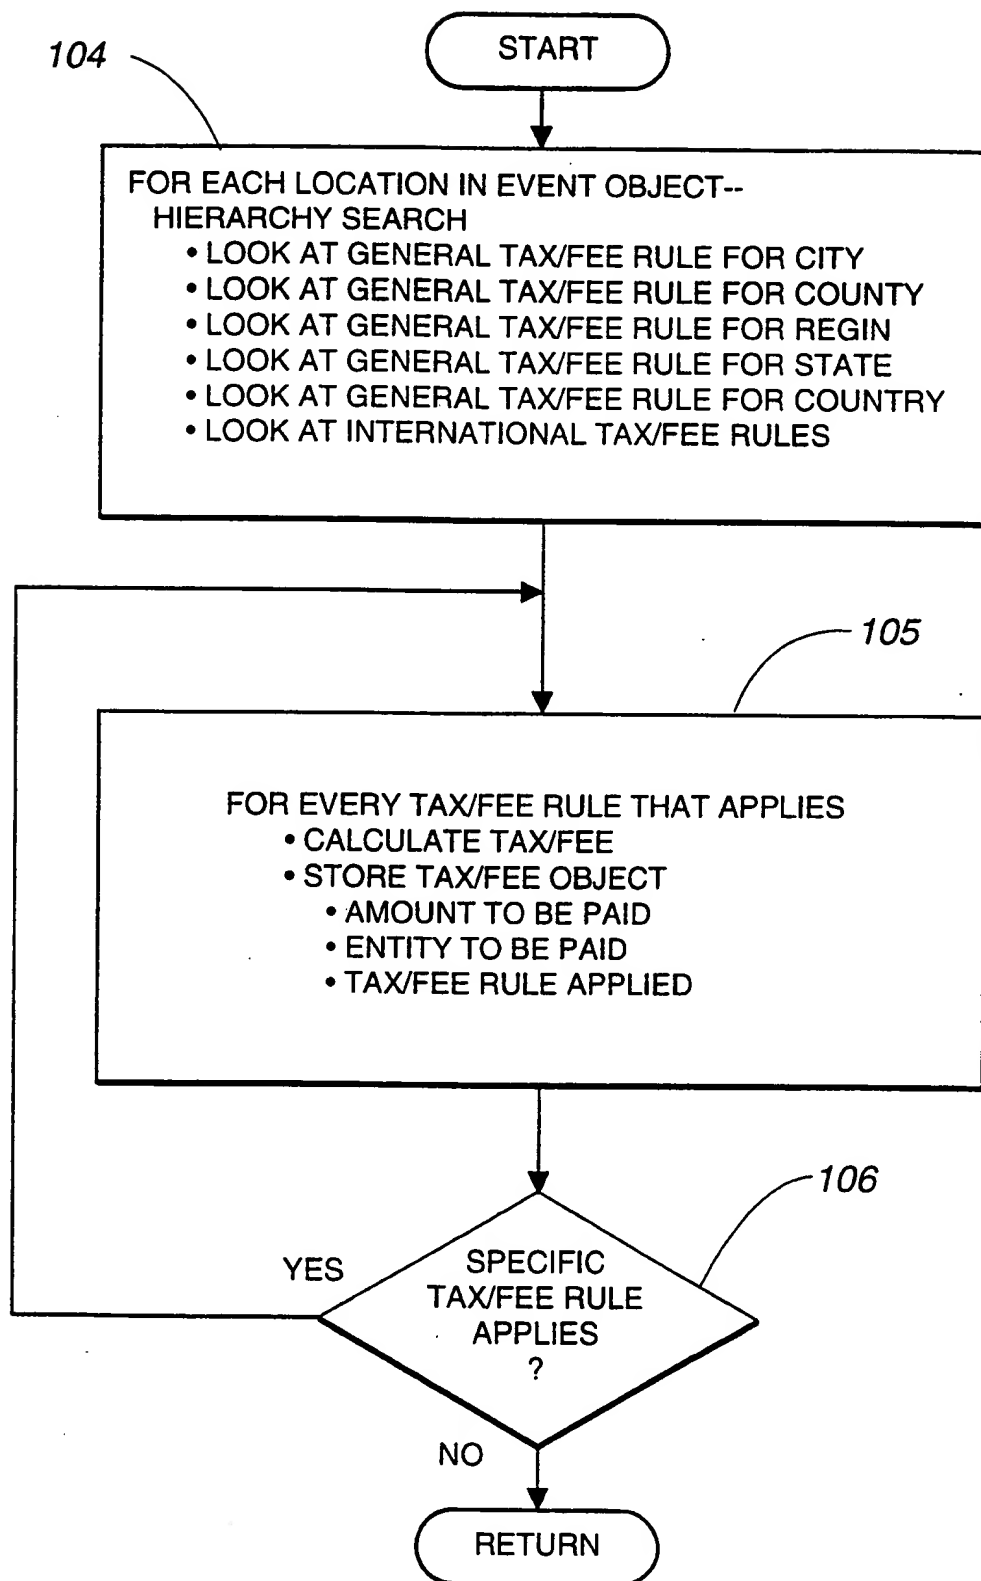 START
104
FOR EACH LOCATION IN EVENT OBJECT--
HIERARCHY SEARCH
• LOOK AT GENERAL TAX/FEE RULE FOR CITY
• LOOK AT GENERAL TAX/FEE RULE FOR COUNTY
• LOOK AT GENERAL TAX/FEE RULE FOR REGIN
• LOOK AT GENERAL TAX/FEE RULE FOR STATE
• LOOK AT GENERAL TAX/FEE RULE FOR COUNTRY
• LOOK AT INTERNATIONAL TAX/FEE RULES
105
FOR EVERY TAX/FEE RULE THAT APPLIES
• CALCULATE TAX/FEE
• STORE TAX/FEE OBJECT
• AMOUNT TO BE PAID
• ENTITY TO BE PAID
• TAX/FEE RULE APPLIED
106
YES
SPECIFIC
TAX/FEE RULE
APPLIES
?
NO
RETURN